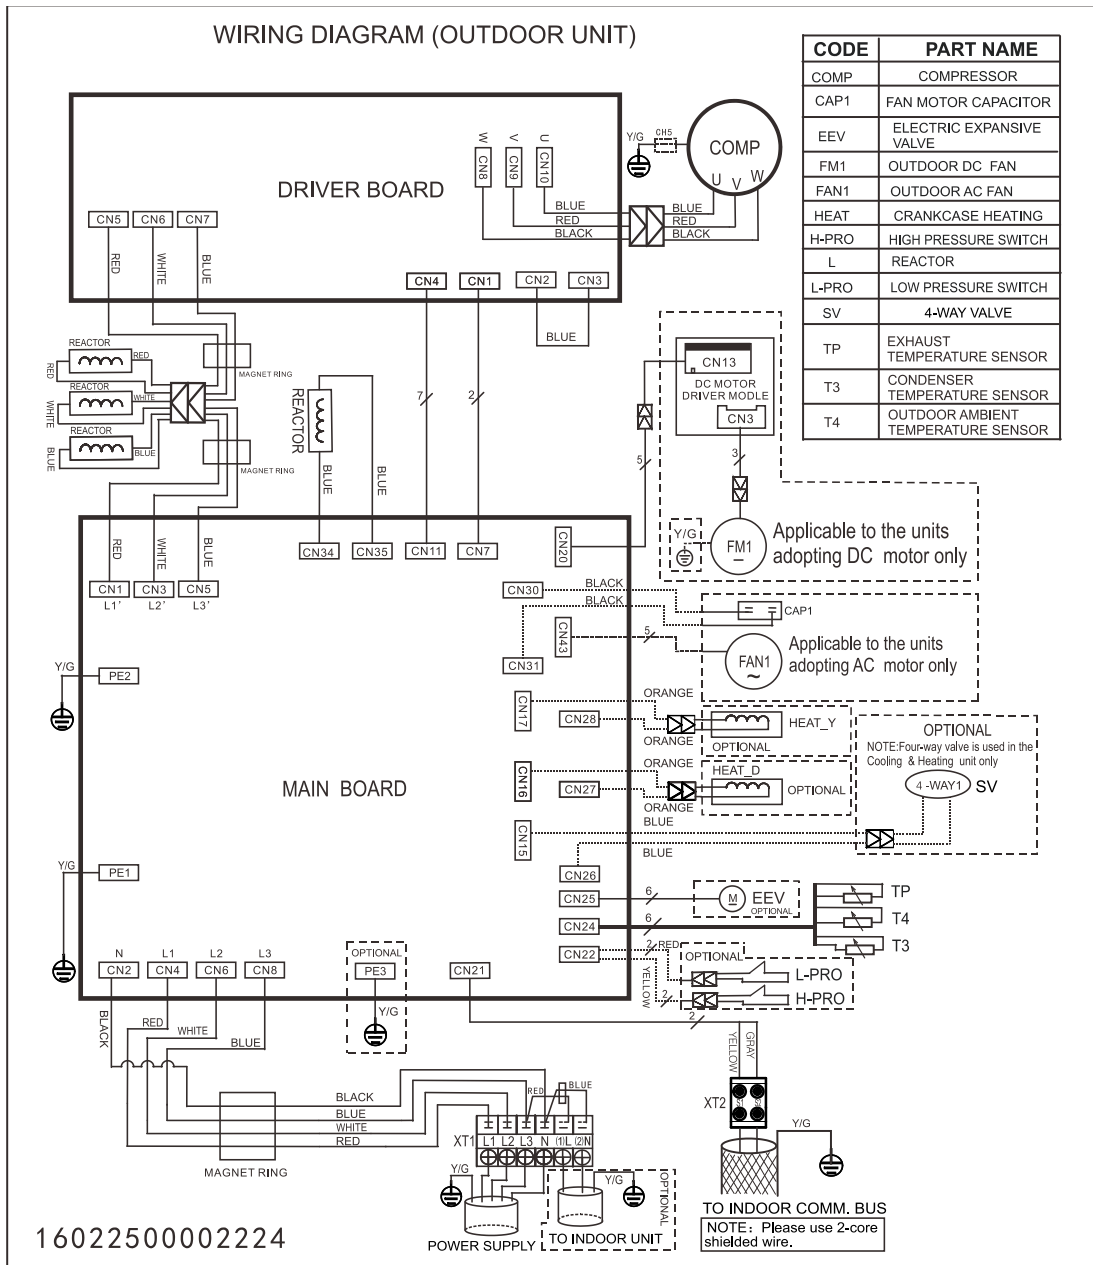 WIRING DIAGRAM (OUTDOOR UNIT)
CODE PART NAME
COMP COMPRESSOR
CAP1 FAN MOTOR CAPACITOR
EEV ELECTRIC EXPANSIVE
VALVE
FM1 OUTDOOR DC FAN
FAN1 OUTDOOR AC FAN
HEAT CRANKCASE HEATING
H-PRO HIGH PRESSURE SWITCH
L REACTOR
L-PRO LOW PRESSURE SWITCH
SV 4-WAY VALVE
TP EXHAUST
TEMPERATURE SENSOR
T3 CONDENSER
TEMPERATURE SENSOR
T4 OUTDOOR AMBIENT
TEMPERATURE SENSOR
DRIVER BOARD
W V U
CN8 CN9 CN10
Y/G CH5
COMP
U V W
BLUE BLUE
RED RED
BLACK BLACK
CN5 CN6 CN7
RED WHITE BLUE
CN4 CN1 CN2 CN3
BLUE
REACTOR
RED RED
REACTOR
WHITE WHITE
REACTOR
BLUE BLUE
MAGNET RING
MAGNET RING
REACTOR
BLUE BLUE
7 2
CN13
DC MOTOR
DRIVER MODLE
CN3
5 3
Y/G
FM1
Applicable to the units
adopting DC motor only
RED WHITE BLUE
CN1 CN3 CN5
L1' L2' L3'
CN34 CN35 CN11 CN7 CN20
CN30 BLACK
BLACK
CAP1
CN43 5
CN31
FAN1
Applicable to the units
adopting AC motor only
Y/G
PE2
CN17 ORANGE
CN28
ORANGE
HEAT_Y
OPTIONAL
MAIN BOARD
CN16 ORANGE
CN27
ORANGE
HEAT_D
OPTIONAL
OPTIONAL
NOTE:Four-way valve is used in the
Cooling & Heating unit only
4 -WAY1 SV
CN15 BLUE
BLUE
CN26
Y/G
PE1
CN25 6
M EEV
OPTIONAL
CN24 6
TP
T4
T3
CN22 2 RED
YELLOW 2
OPTIONAL
L-PRO
H-PRO
N L1 L2 L3
CN2 CN4 CN6 CN8
OPTIONAL
PE3
Y/G
CN21
2
BLACK
RED
WHITE
BLUE
YELLOW GRAY
XT2
Y/G
BLACK
BLUE
WHITE
RED
MAGNET RING
RED BLUE
XT1 L1 L2 L3 N (1)L (2)N
Y/G Y/G
OPTIONAL
POWER SUPPLY
TO INDOOR UNIT
TO INDOOR COMM. BUS
NOTE: Please use 2-core
shielded wire.
16022500002224